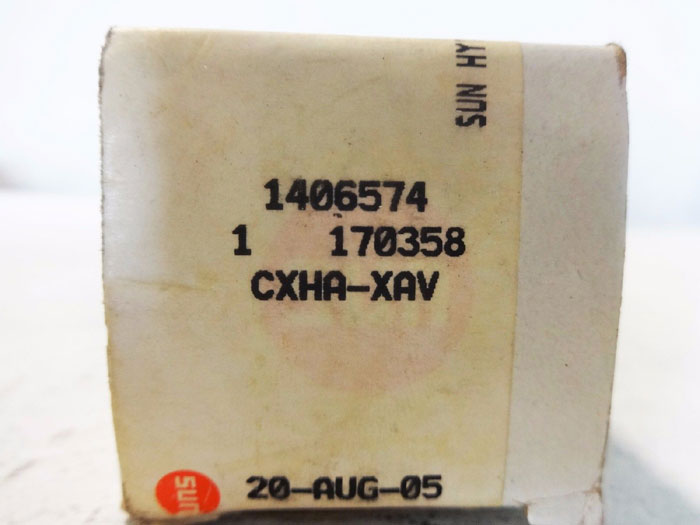 SUN HY
1406574
1 170358
CXHA-XAV
sun
20-AUG-05